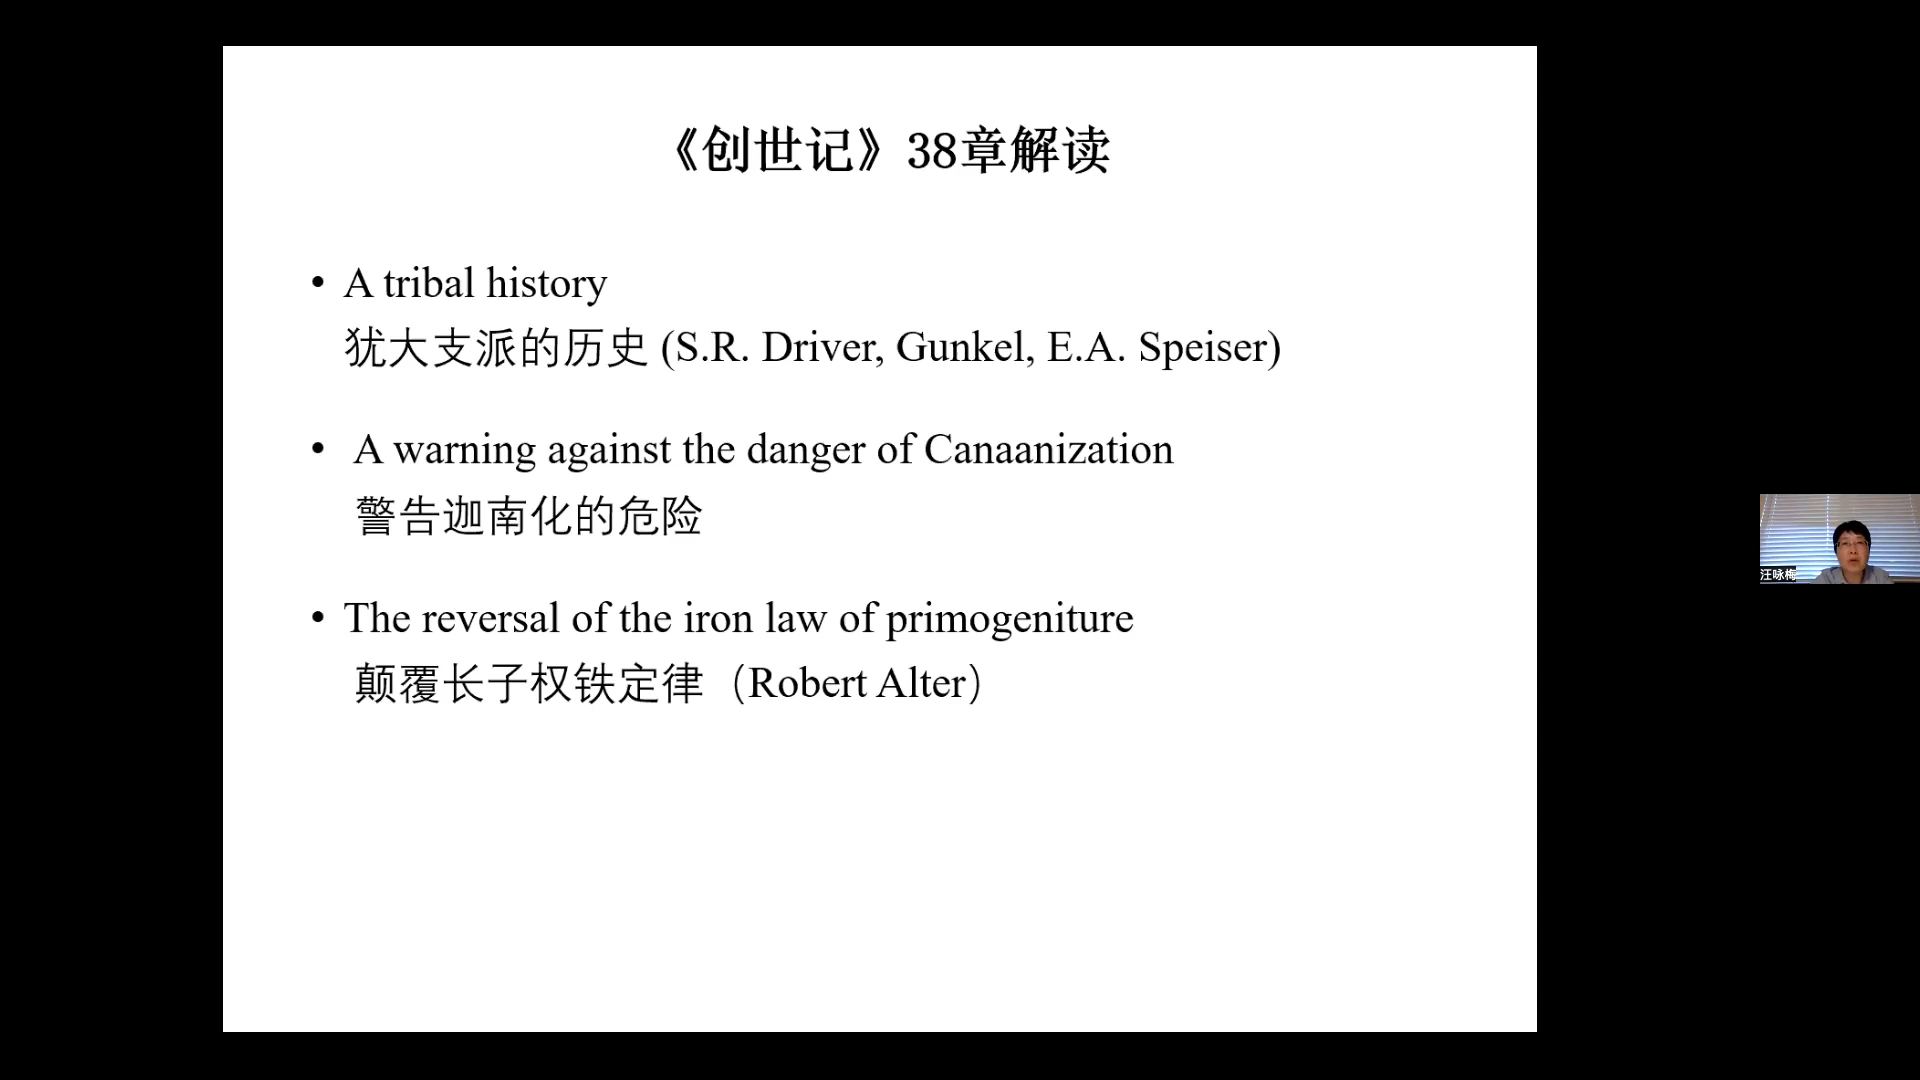 《创世记》38章解读
• A tribal history
犹大支派的历史 (S.R. Driver, Gunkel, E.A. Speiser)
• A warning against the danger of Canaanization
警告迦南化的危险
• The reversal of the iron law of primogeniture
颠覆长子权铁定律（Robert Alter）
汪咏梅